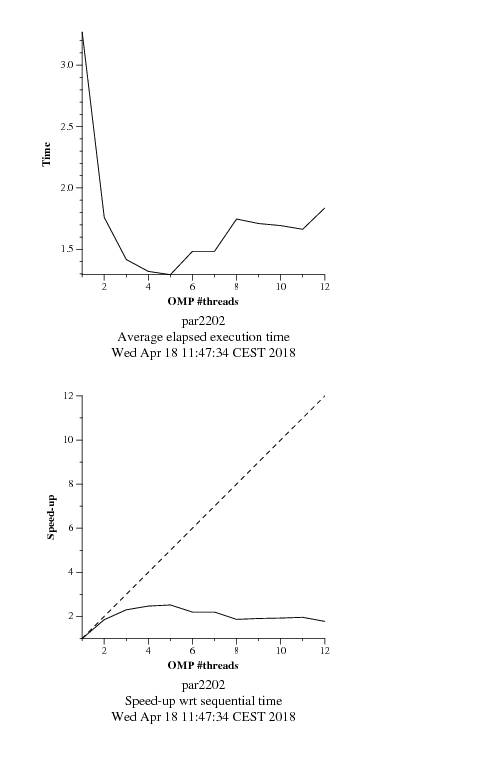 3.0
2.5
2.0
1.5
Time
2 4 6 8 10 12
OMP #threads
par2202
Average elapsed execution time
Wed Apr 18 11:47:34 CEST 2018
12
10
8
6
4
2
Speed-up
2 4 6 8 10 12
OMP #threads
par2202
Speed-up wrt sequential time
Wed Apr 18 11:47:34 CEST 2018